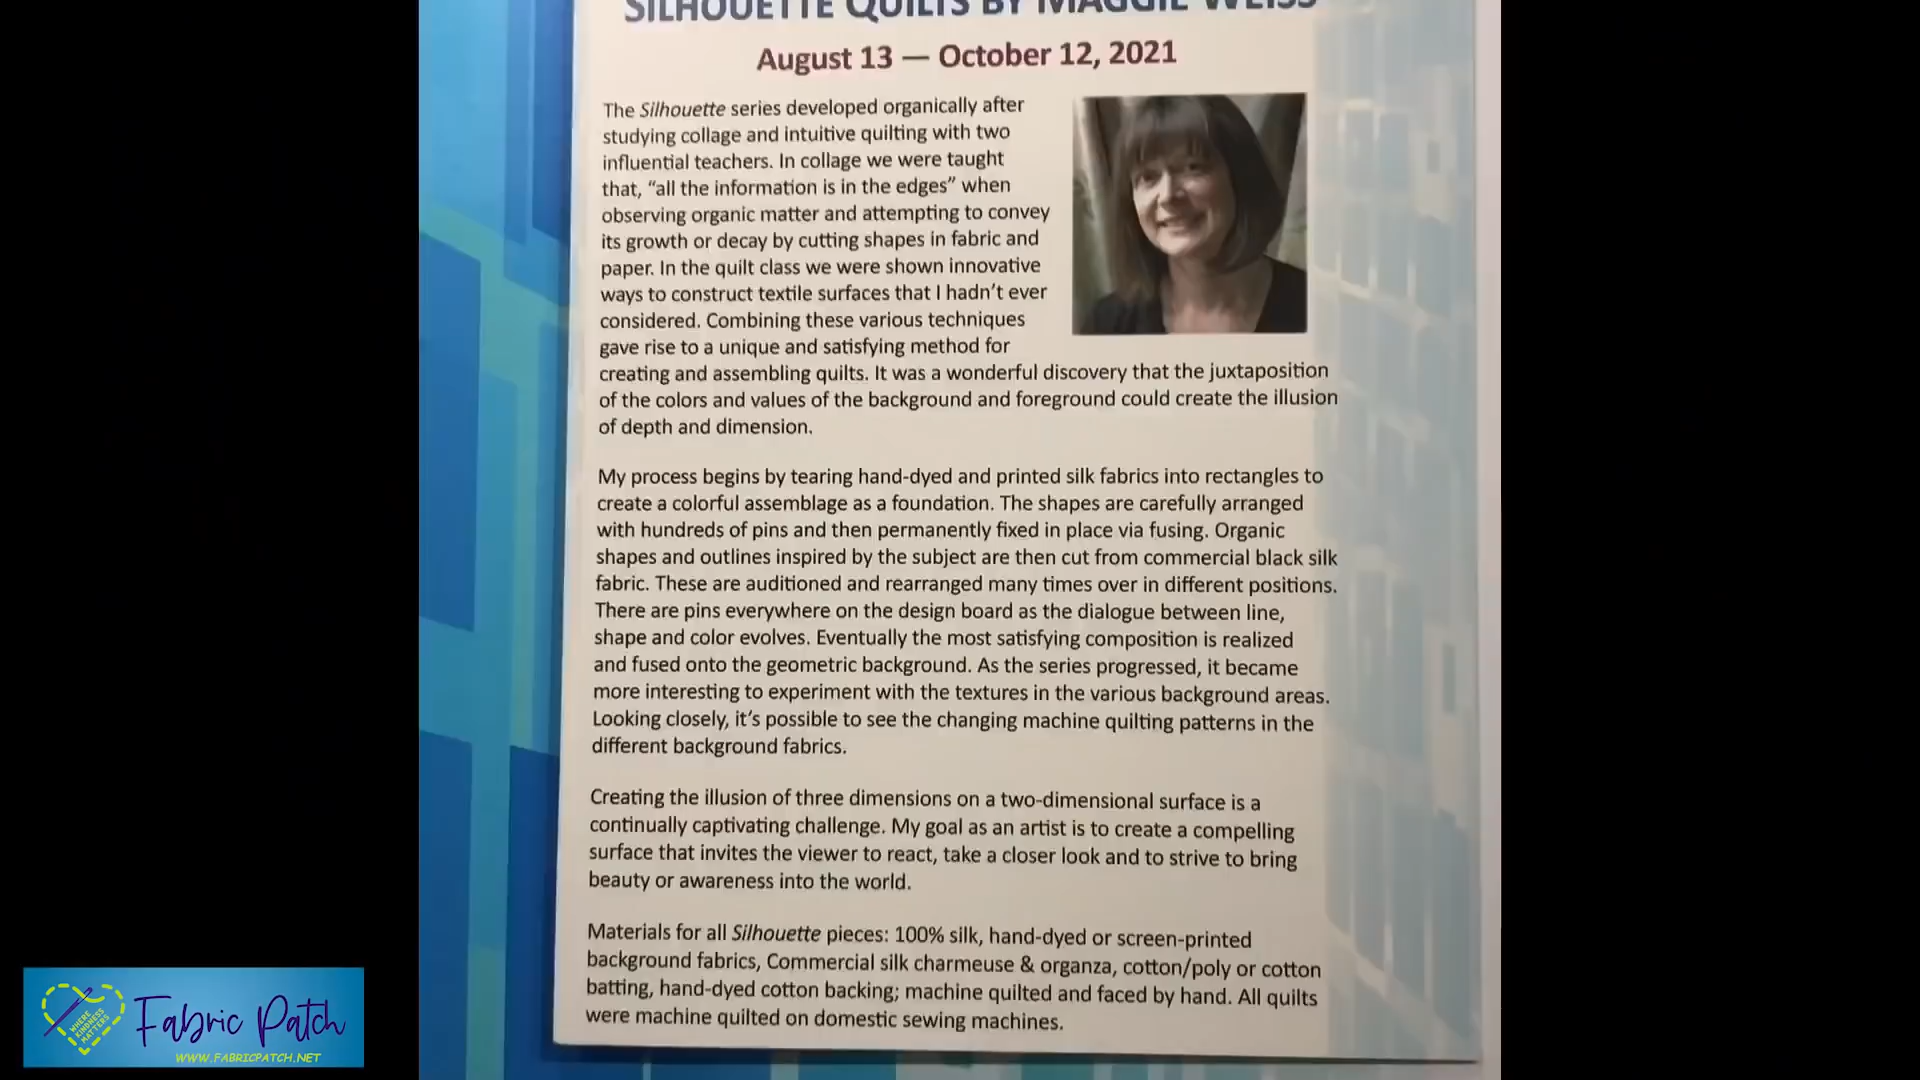 SILHOUETTE QUILTS BY MAGGIE WEISS
August 13 — October 12, 2021
The Silhouette series developed organically after
studying collage and intuitive quilting with two
influential teachers. In collage we were taught
that, “all the information is in the edges” when
observing organic matter and attempting to convey
its growth or decay by cutting shapes in fabric and
paper. In the quilt class we were shown innovative
ways to construct textile surfaces that I hadn’t ever
considered. Combining these various techniques
gave rise to a unique and satisfying method for
creating and assembling quilts. It was a wonderful discovery that the juxtaposition
of the colors and values of the background and foreground could create the illusion
of depth and dimension.
My process begins by tearing hand-dyed and printed silk fabrics into rectangles to
create a colorful assemblage as a foundation. The shapes are carefully arranged
with hundreds of pins and then permanently fixed in place via fusing. Organic
shapes and outlines inspired by the subject are then cut from commercial black silk
fabric. These are auditioned and rearranged many times over in different positions.
There are pins everywhere on the design board as the dialogue between line,
shape and color evolves. Eventually the most satisfying composition is realized
and fused onto the geometric background. As the series progressed, it became
more interesting to experiment with the textures in the various background areas.
Looking closely, it’s possible to see the changing machine quilting patterns in the
different background fabrics.
Creating the illusion of three dimensions on a two-dimensional surface is a
continually captivating challenge. My goal as an artist is to create a compelling
surface that invites the viewer to react, take a closer look and to strive to bring
beauty or awareness into the world.
Materials for all Silhouette pieces: 100% silk, hand-dyed or screen-printed
background fabrics, Commercial silk charmeuse & organza, cotton/poly or cotton
batting, hand-dyed cotton backing; machine quilted and faced by hand. All quilts
were machine quilted on domestic sewing machines.
WHERE
KINDNESS
MATTERS
Fabric Patch
WWW.FABRICPATCH.NET